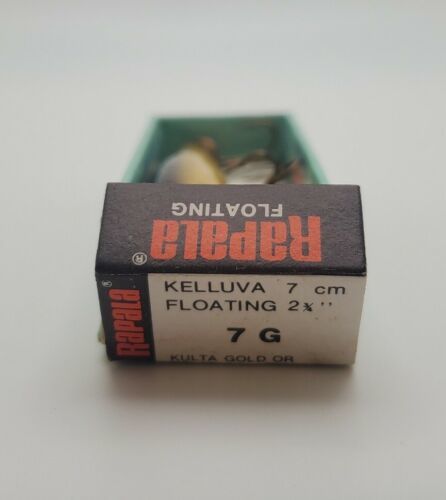 RAPALA®
FLOATING
RAPALA®
KELLUVA 7 cm
FLOATING 2¾"
7 G
KULTA GOLD OR